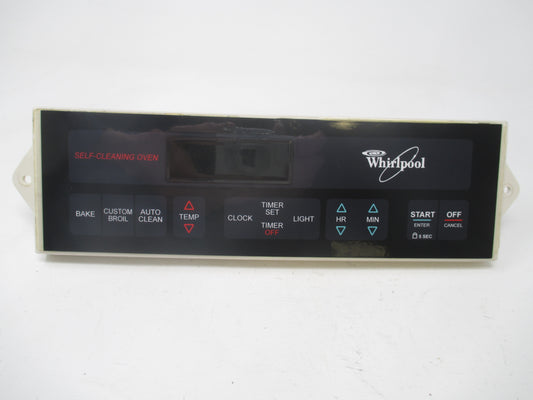 SELF-CLEANING OVEN
Whirlpool
BAKE
CUSTOM
BROIL
AUTO
CLEAN
TEMP
CLOCK
TIMER
SET
TIMER
OFF
LIGHT
HR
MIN
START
ENTER
5 SEC
OFF
CANCEL